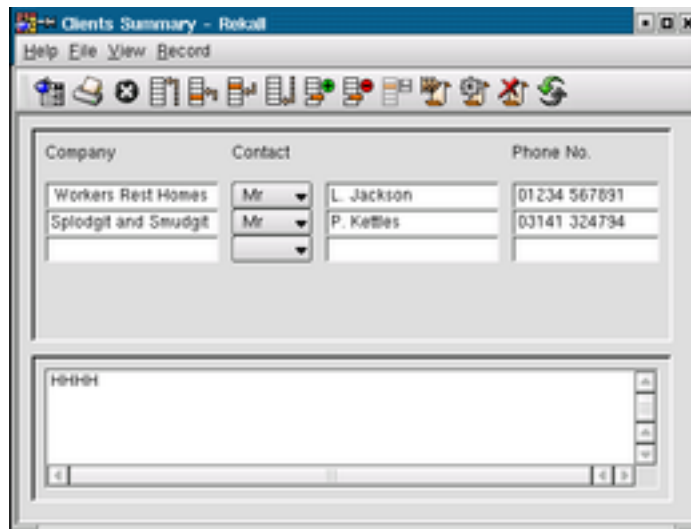 Clients Summary - Rekall
Help File View Record
Company Contact Phone No.
Workers Rest Homes Mr L. Jackson 01234 567891
Splodgit and Smudgit Mr P. Kettles 03141 324794
HHHH